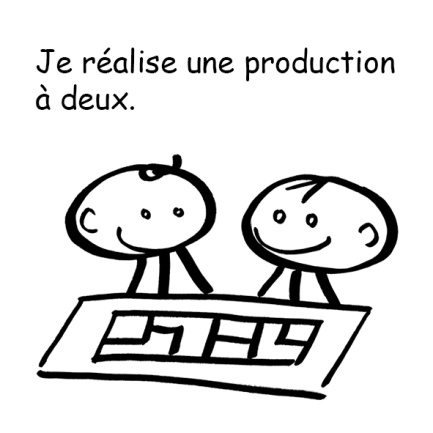 Je réalise une production
à deux.